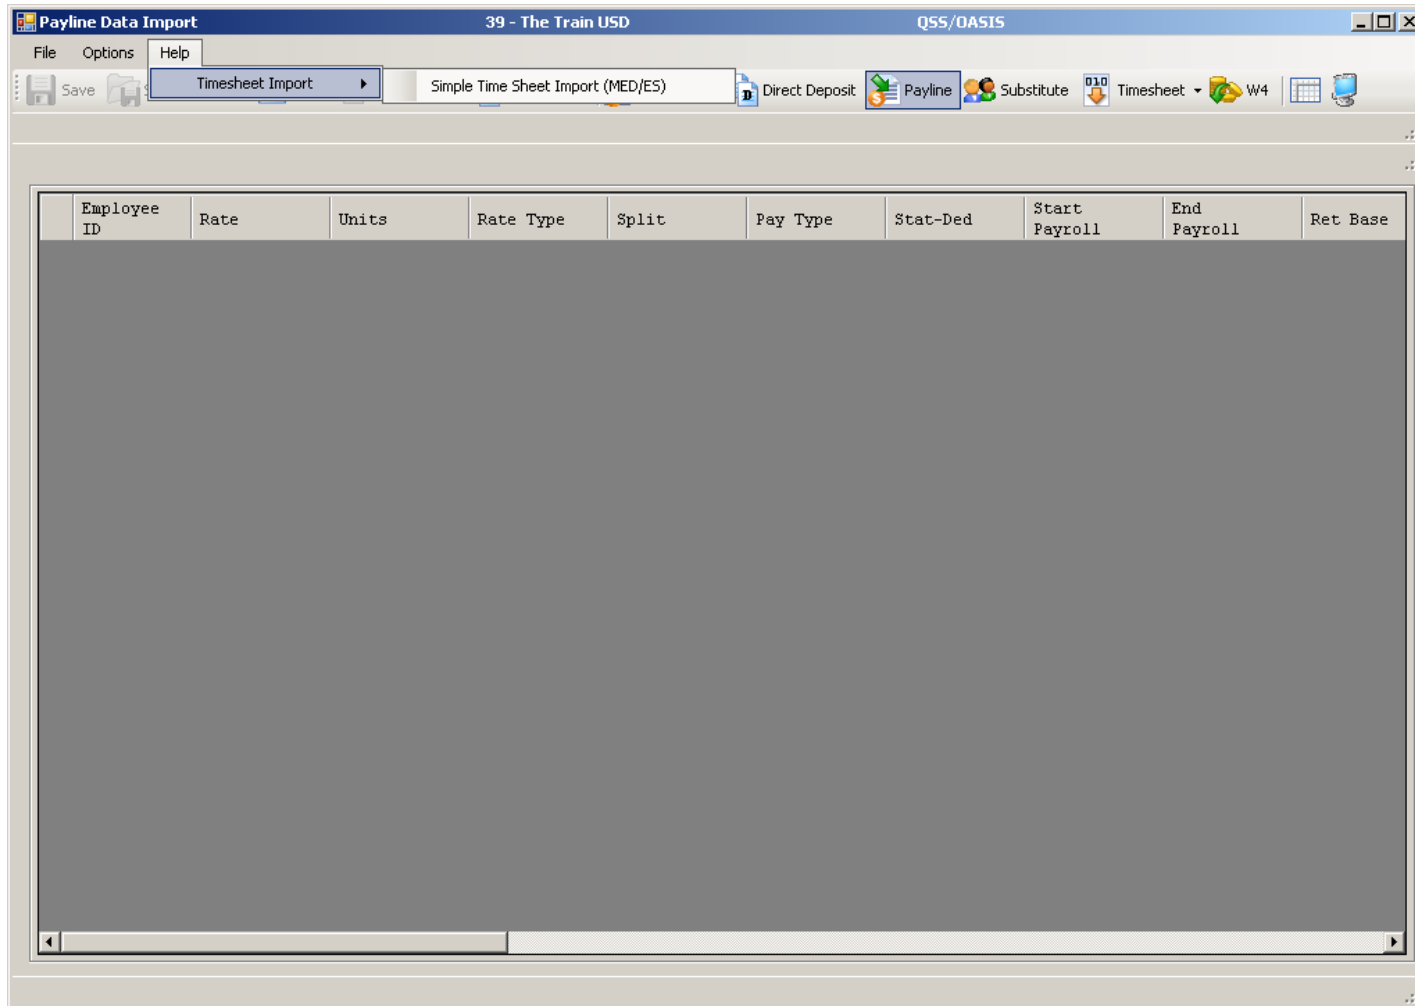 Payline Data Import 39 - The Train USD QSS/OASIS
File Options Help
Timesheet Import Simple Time Sheet Import (MED/ES)
Save Direct Deposit Payline Substitute Timesheet W4
Employee ID Rate Units Rate Type Split Pay Type Stat-Ded Start Payroll End Payroll Ret Base